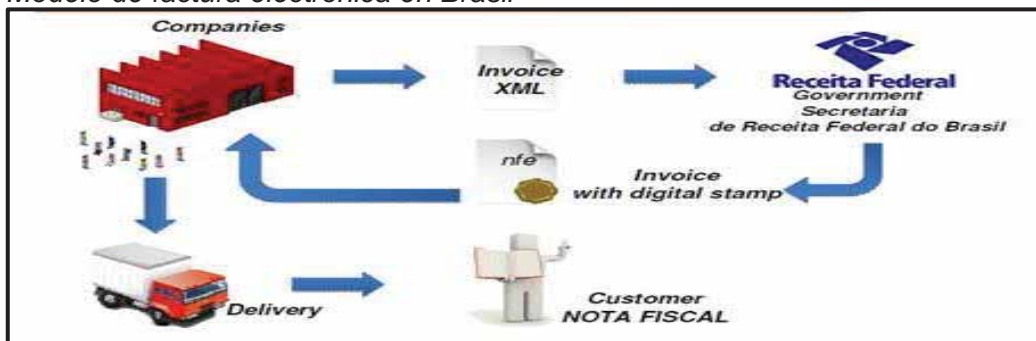 Modelo de factura electrónica en Brasil
Companies
Invoice
XML
Receita Federal
Government
Secretaria
de Receita Federal do Brasil
nfe
Invoice
with digital stamp
Delivery
Customer
NOTA FISCAL